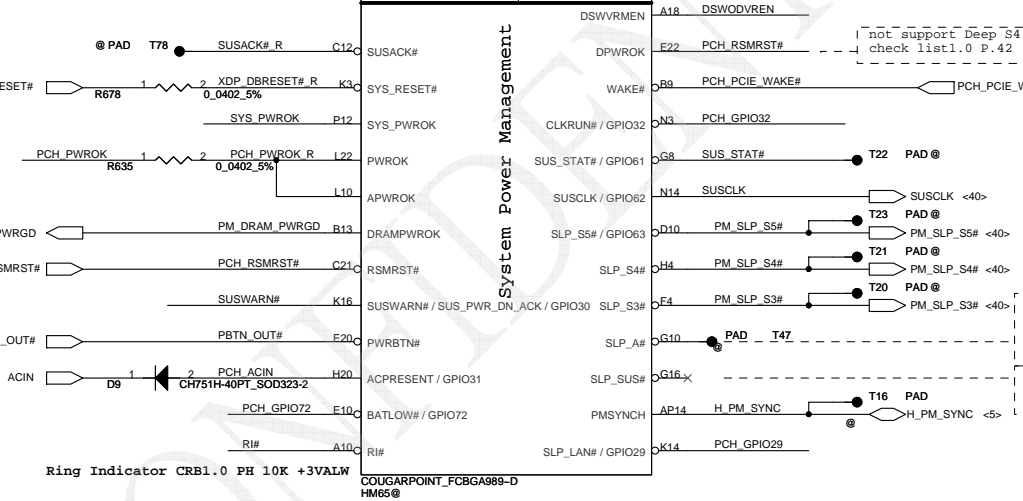 DSWVRMEN A18 DSWODVREN
@ PAD T78 SUSACK#_R C12 SUSACK#
DPWROK E22 PCH_RSMRST#
not support Deep S4
check list1.0 P.42
ESET# R678 1 2 XDP_DBRESET#_R K3 SYS_RESET#
0_0402_5%
WAKE# B9 PCH_PCIE_WAKE# PCH_PCIE_W
SYS_PWROK P12 SYS_PWROK
CLKRUN# / GPIO32 N3 PCH_GPIO32
PCH_PWROK R635 1 2 PCH_PWROK_R L22 PWROK
0_0402_5%
SUS_STAT# / GPIO61 G8 SUS_STAT# T22 PAD @
L10 APWROK
SUSCLK / GPIO62 N14 SUSCLK SUSCLK <40>
T23 PAD @
PWRGD PM_DRAM_PWRGD B13 DRAMPWROK
SLP_S5# / GPIO63 D10 PM_SLP_S5# PM_SLP_S5# <40>
T21 PAD @
SMRST# PCH_RSMRST# C21 RSMRST#
SLP_S4# H4 PM_SLP_S4# PM_SLP_S4# <40>
T20 PAD @
SUSWARN# K16 SUSWARN# / SUS_PWR_DN_ACK / GPIO30
SLP_S3# F4 PM_SLP_S3# PM_SLP_S3# <40>
_OUT# PBTN_OUT# E20 PWRBTN#
SLP_A# G10 PAD T47
@
ACIN D9 1 2 PCH_ACIN H20 ACPRESENT / GPIO31
CH751H-40PT_SOD323-2
SLP_SUS# G16
PCH_GPIO72 E10 BATLOW# / GPIO72
T16 PAD
PMSYNCH AP14 H_PM_SYNC H_PM_SYNC <5>
@
RI# A10 RI#
SLP_LAN# / GPIO29 K14 PCH_GPIO29
System Power Management
Ring Indicator CRB1.0 PH 10K +3VALW
COUGARPOINT_FCBGA989~D
HM65@